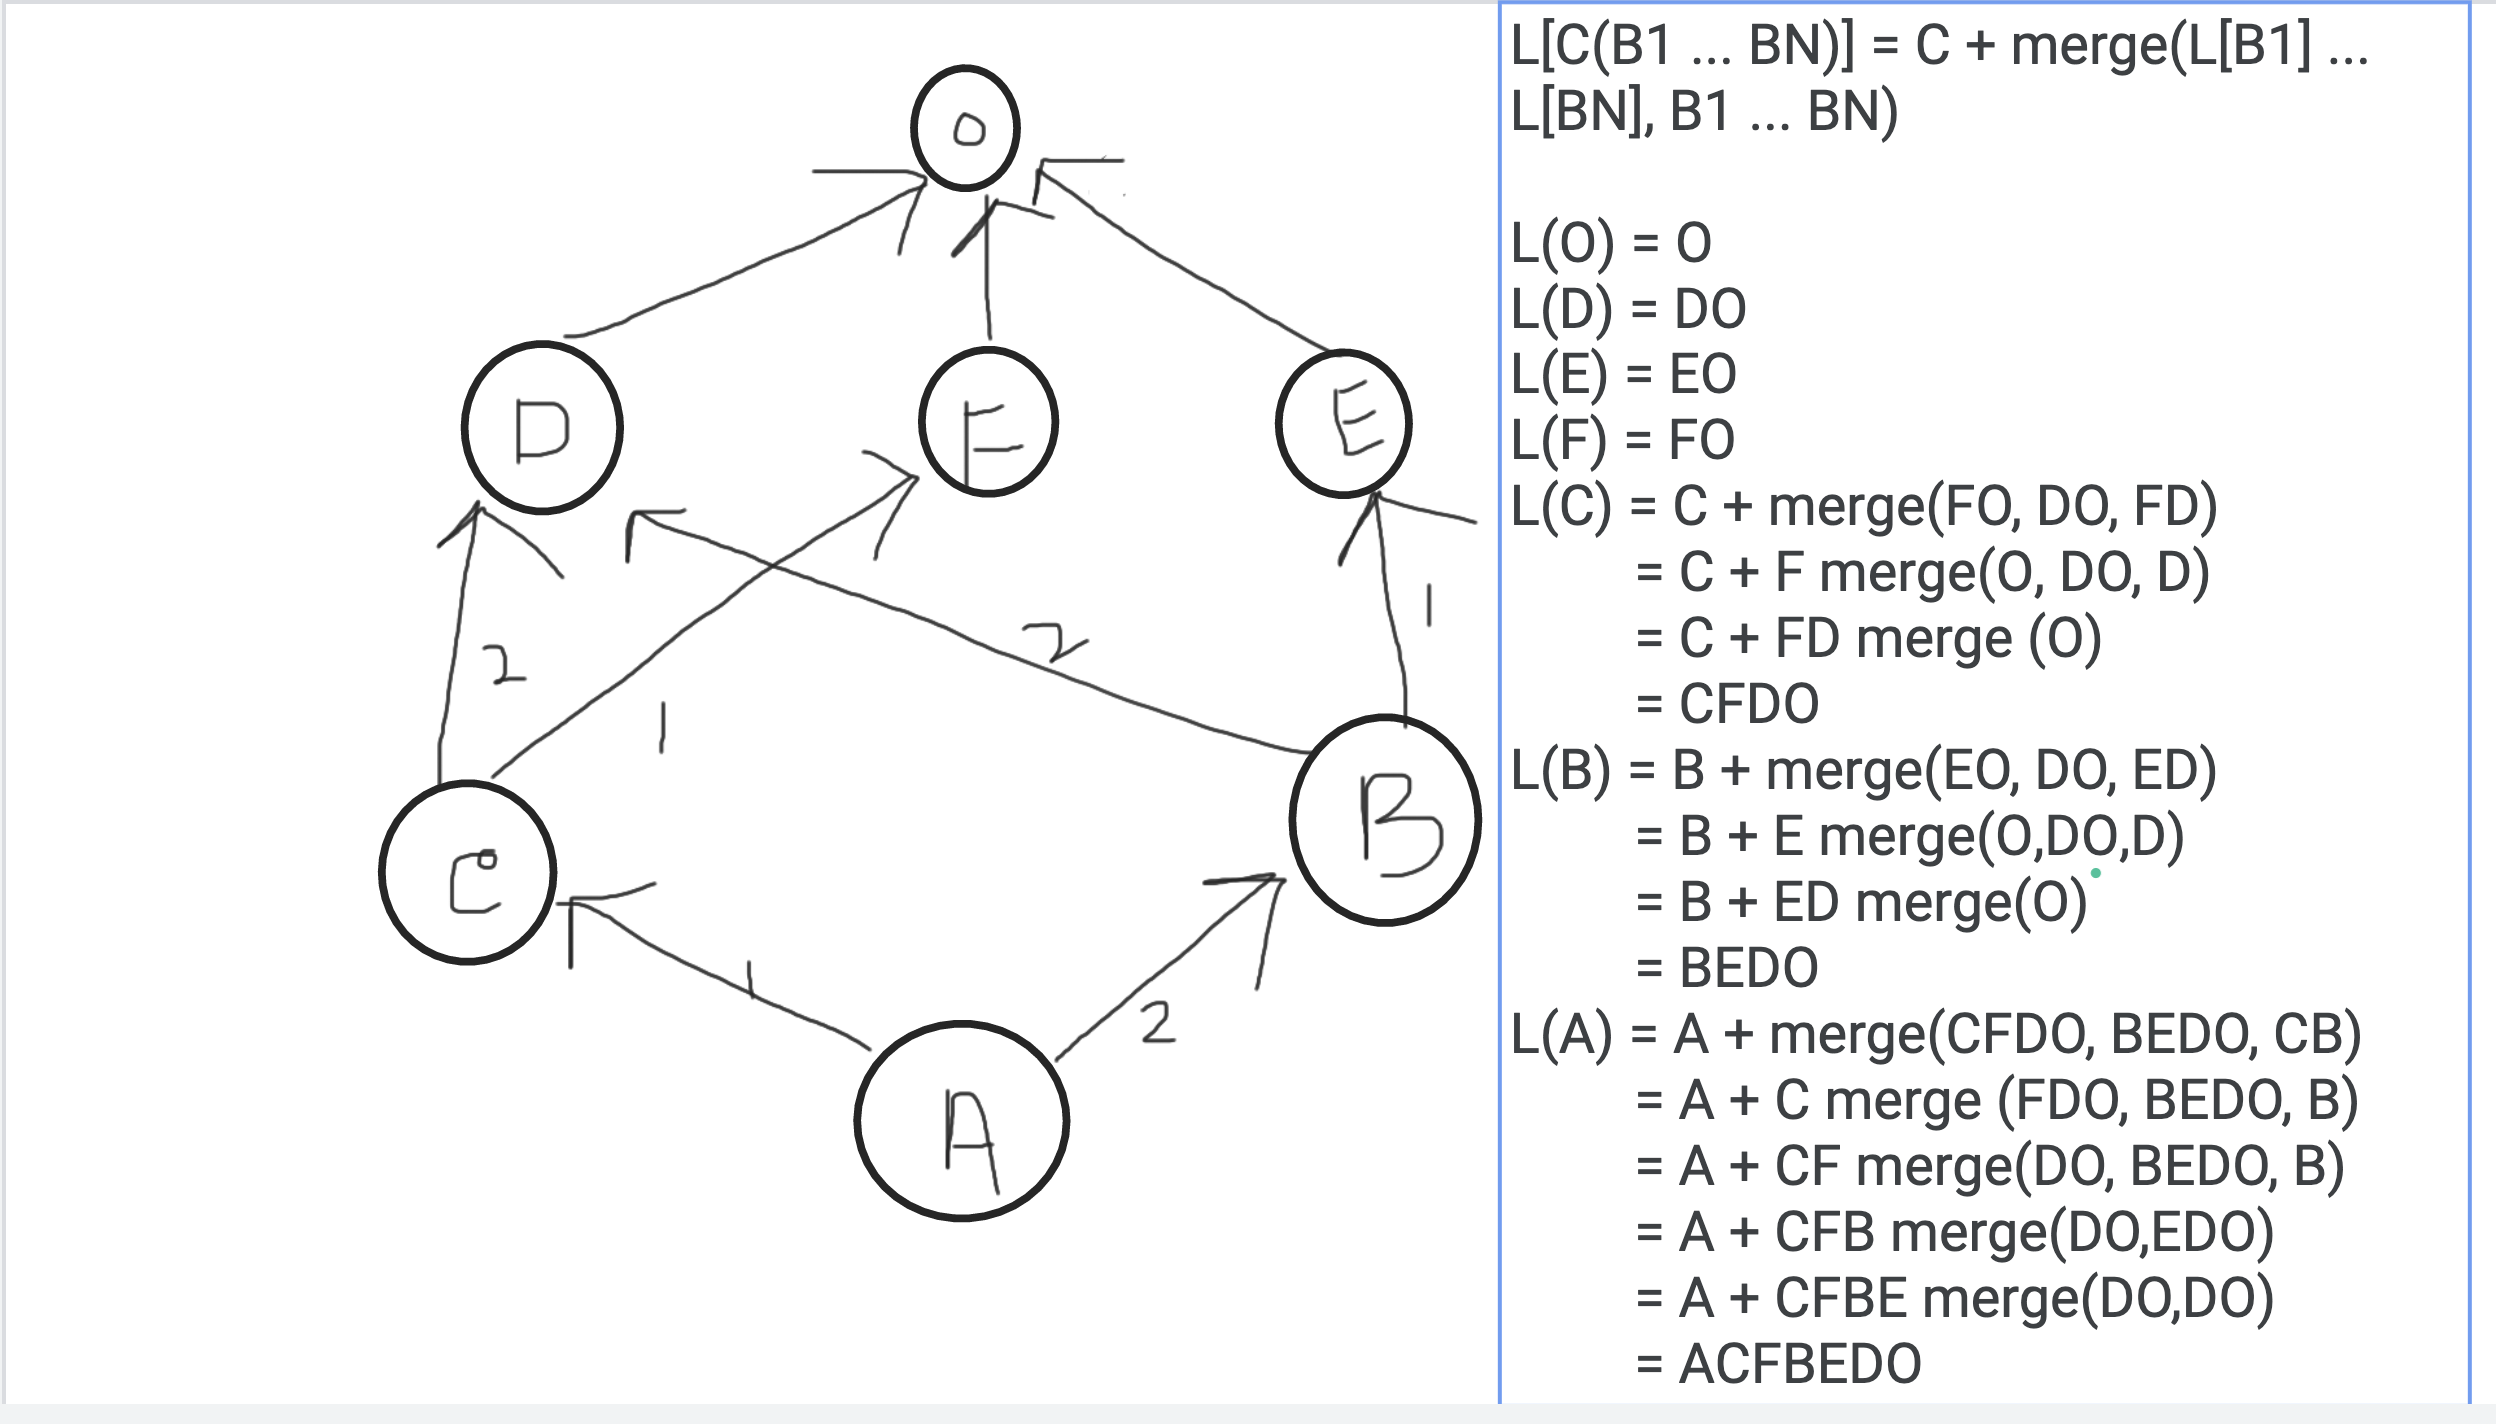 O
D
F
E
2
1
2
1
C
B
1
2
A
L[C(B1 ... BN)] = C + merge(L[B1] ...
L[BN], B1 ... BN)
L(O) = O
L(D) = DO
L(E) = EO
L(F) = FO
L(C) = C + merge(FO, DO, FD)
= C + F merge(O, DO, D)
= C + FD merge (O)
= CFDO
L(B) = B + merge(EO, DO, ED)
= B + E merge(O,DO,D)
= B + ED merge(O)
= BEDO
L(A) = A + merge(CFDO, BEDO, CB)
= A + C merge (FDO, BEDO, B)
= A + CF merge(DO, BEDO, B)
= A + CFB merge(DO,EDO)
= A + CFBE merge(DO,DO)
= ACFBEDO